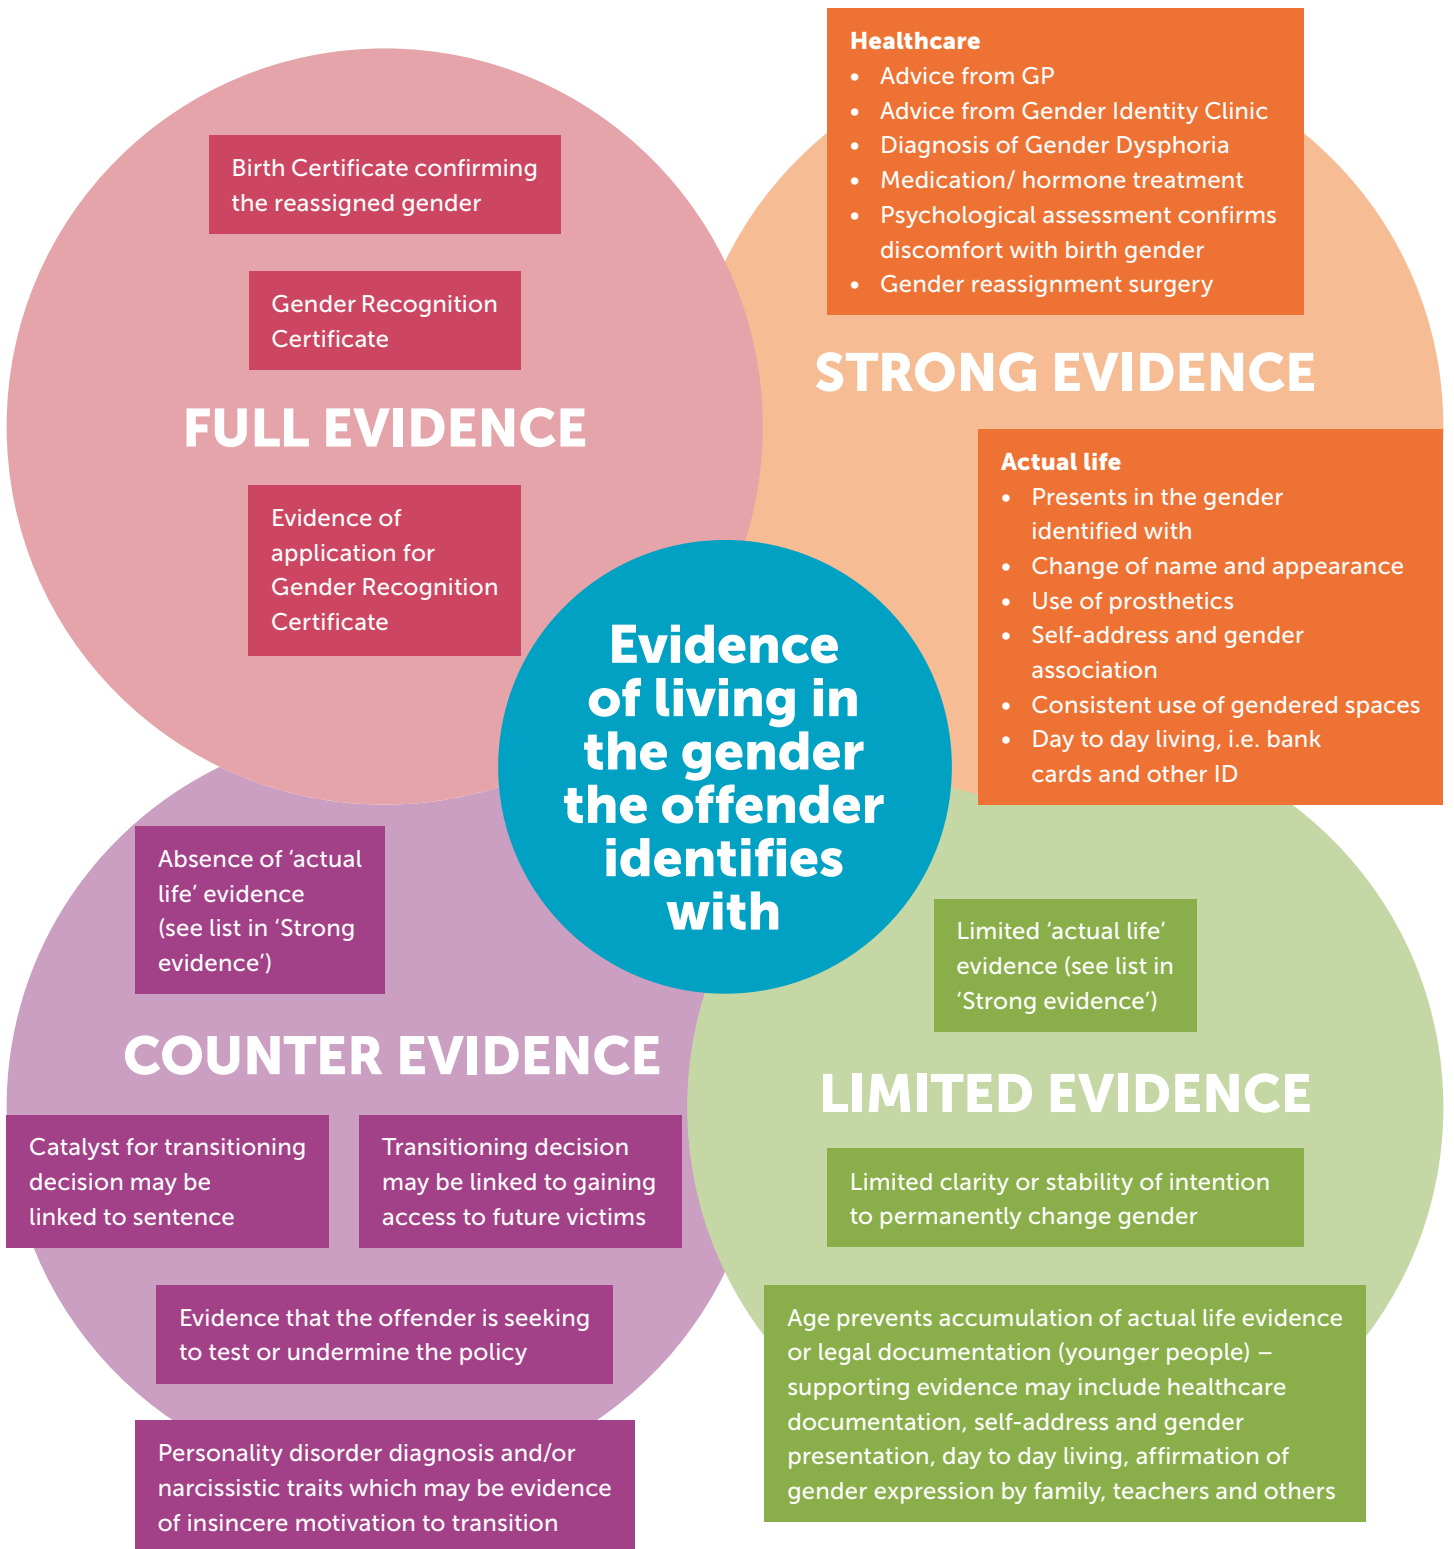 Birth Certificate confirming
the reassigned gender
Gender Recognition
Certificate
FULL EVIDENCE
Evidence of
application for
Gender Recognition
Certificate
Healthcare
• Advice from GP
• Advice from Gender Identity Clinic
• Diagnosis of Gender Dysphoria
• Medication/ hormone treatment
• Psychological assessment confirms
discomfort with birth gender
• Gender reassignment surgery
STRONG EVIDENCE
Actual life
• Presents in the gender
identified with
• Change of name and appearance
• Use of prosthetics
• Self-address and gender
association
• Consistent use of gendered spaces
• Day to day living, i.e. bank
cards and other ID
Evidence
of living in
the gender
the offender
identifies
with
Absence of ‘actual
life’ evidence
(see list in ‘Strong
evidence’)
COUNTER EVIDENCE
Catalyst for transitioning
decision may be
linked to sentence
Transitioning decision
may be linked to gaining
access to future victims
Evidence that the offender is seeking
to test or undermine the policy
Personality disorder diagnosis and/or
narcissistic traits which may be evidence
of insincere motivation to transition
Limited ‘actual life’
evidence (see list in
‘Strong evidence’)
LIMITED EVIDENCE
Limited clarity or stability of intention
to permanently change gender
Age prevents accumulation of actual life evidence
or legal documentation (younger people) –
supporting evidence may include healthcare
documentation, self-address and gender
presentation, day to day living, affirmation of
gender expression by family, teachers and others